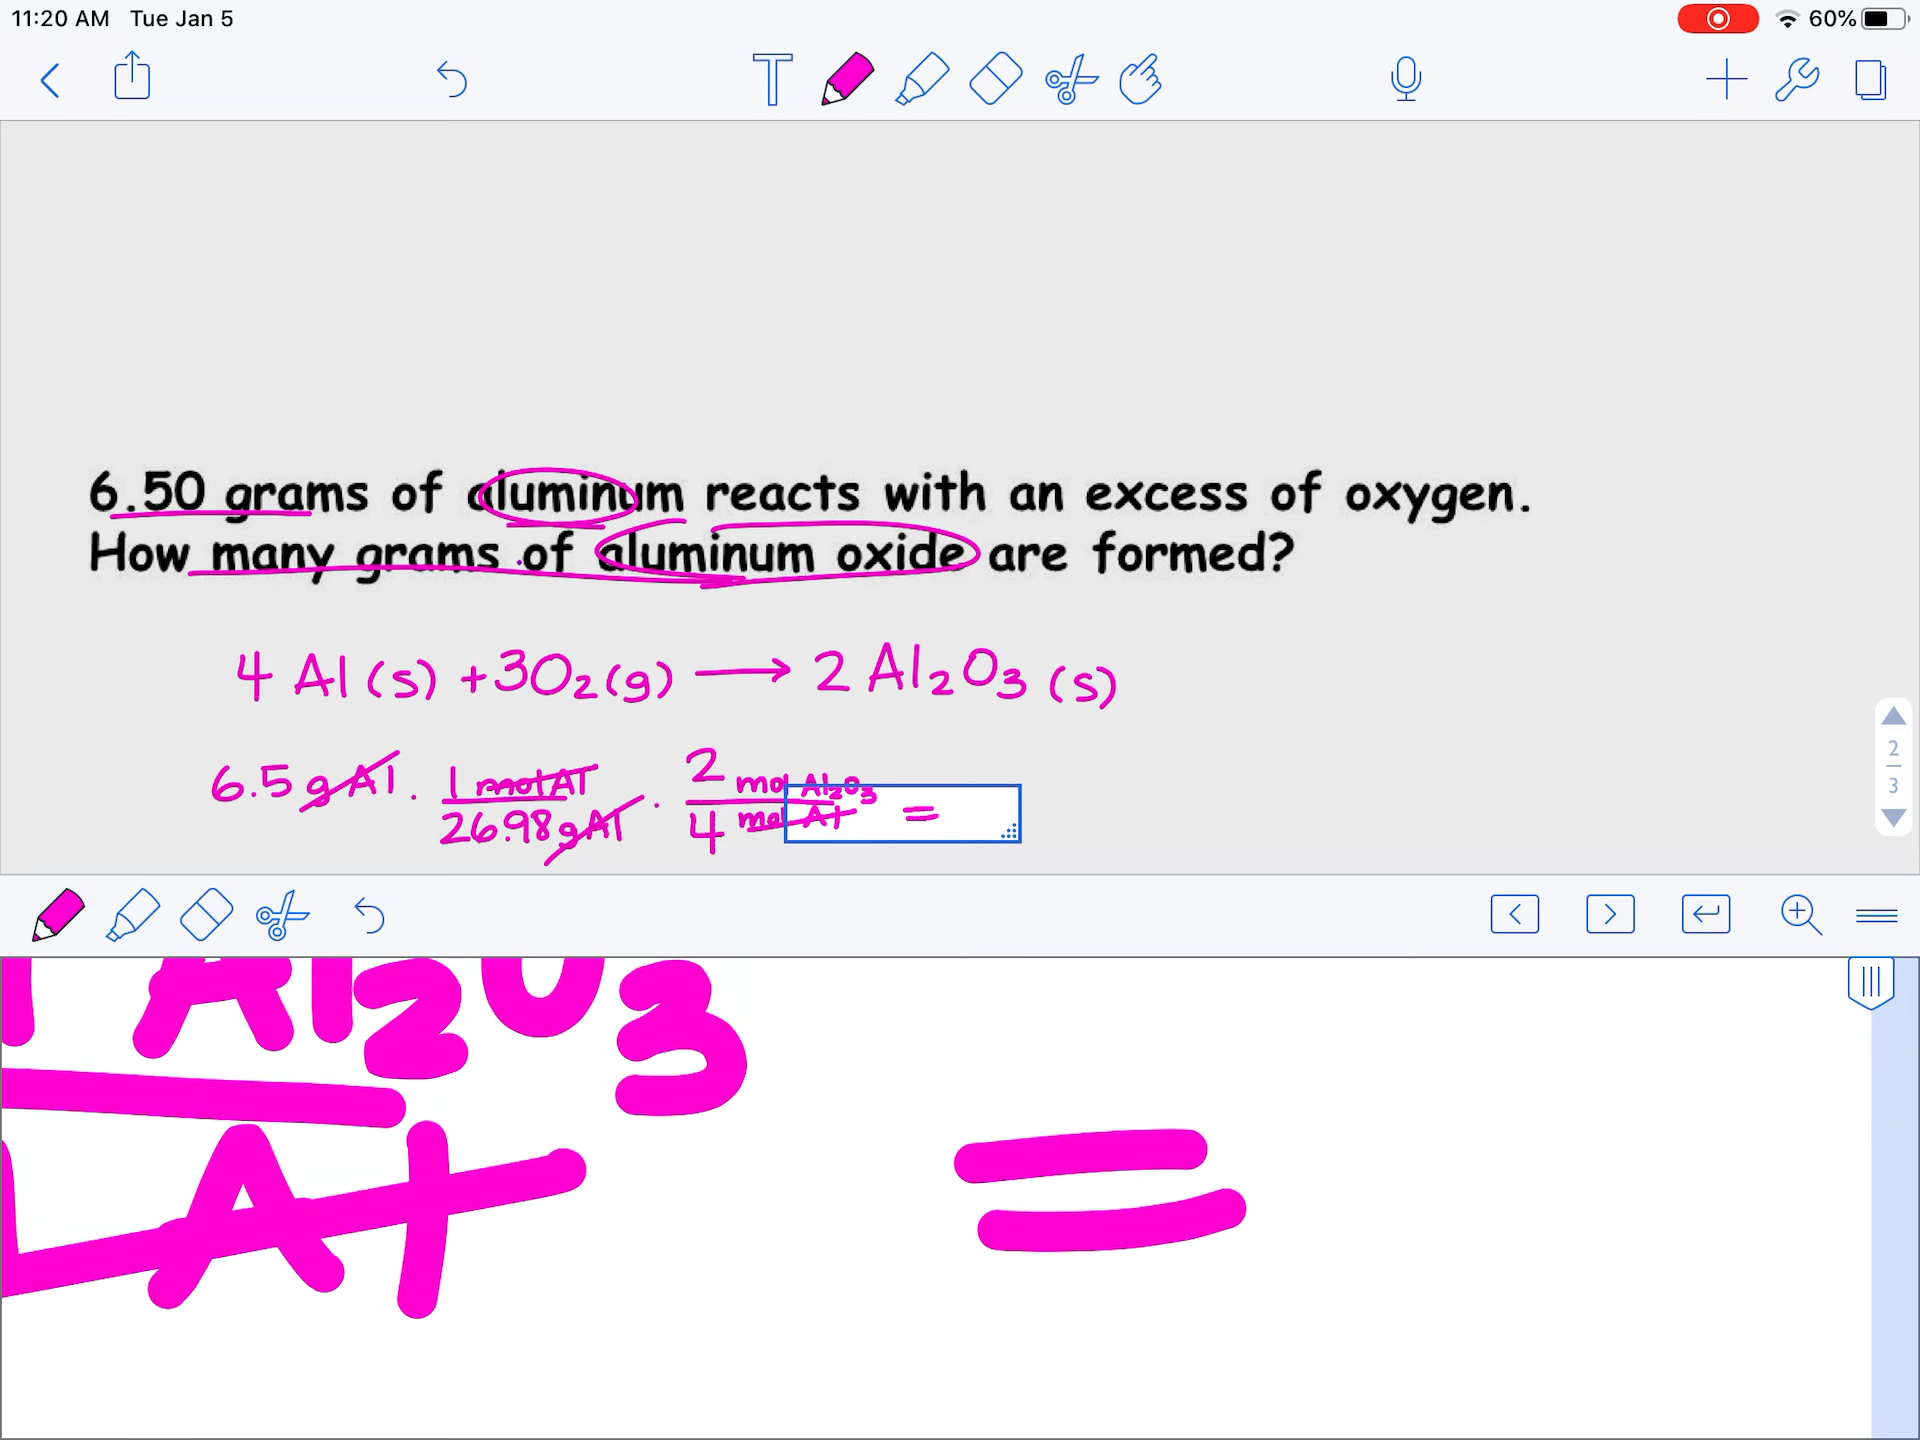 11:20 AM Tue Jan 5 60%
T
6.50 grams of aluminum reacts with an excess of oxygen.
How many grams of aluminum oxide are formed?
4 Al (s) + 3O₂ (g) → 2 Al₂O₃ (s)
6.5 g Al · 1 mol Al / 26.98 g Al · 2 mol Al₂O₃ / 4 mol Al =
2
3
Al₂O₃
Al =